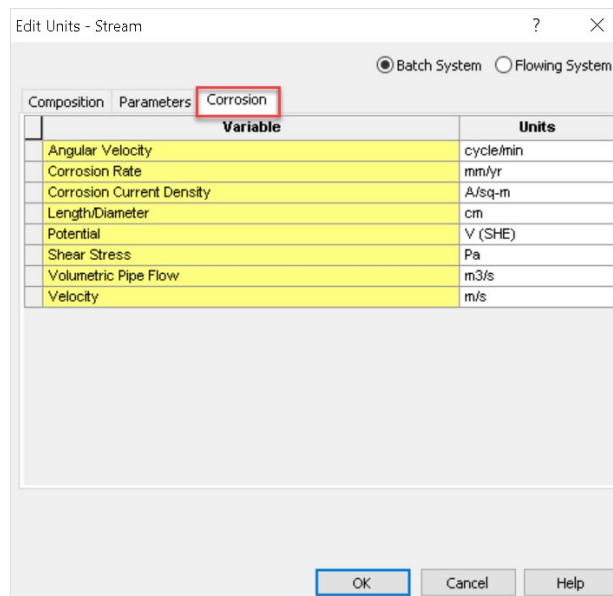 Edit Units - Stream ? ×
Batch System Flowing System
Composition Parameters Corrosion
Variable Units
Angular Velocity cycle/min
Corrosion Rate mm/yr
Corrosion Current Density A/sq-m
Length/Diameter cm
Potential V (SHE)
Shear Stress Pa
Volumetric Pipe Flow m3/s
Velocity m/s
OK Cancel Help